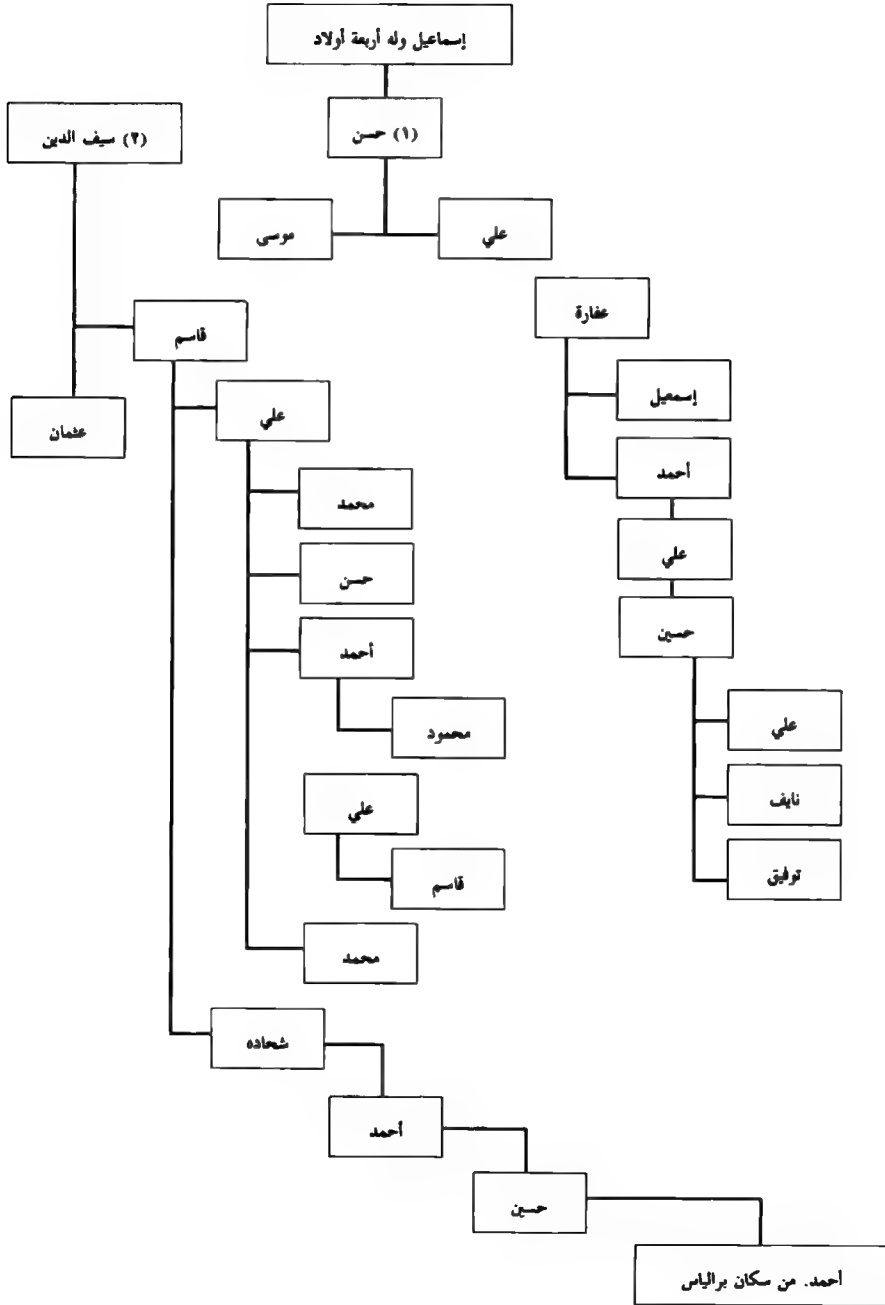 إسماعيل وله أربعة أولاد
(١) حسن
(٢) سيف الدين
علي
موسى
عفارة
قاسم
إسمعيل
علي
عثمان
أحمد
محمد
علي
حسن
حسين
أحمد
علي
محمود
نايف
علي
توفيق
قاسم
محمد
شحاده
أحمد
حسين
أحمد. من سكان برالياس